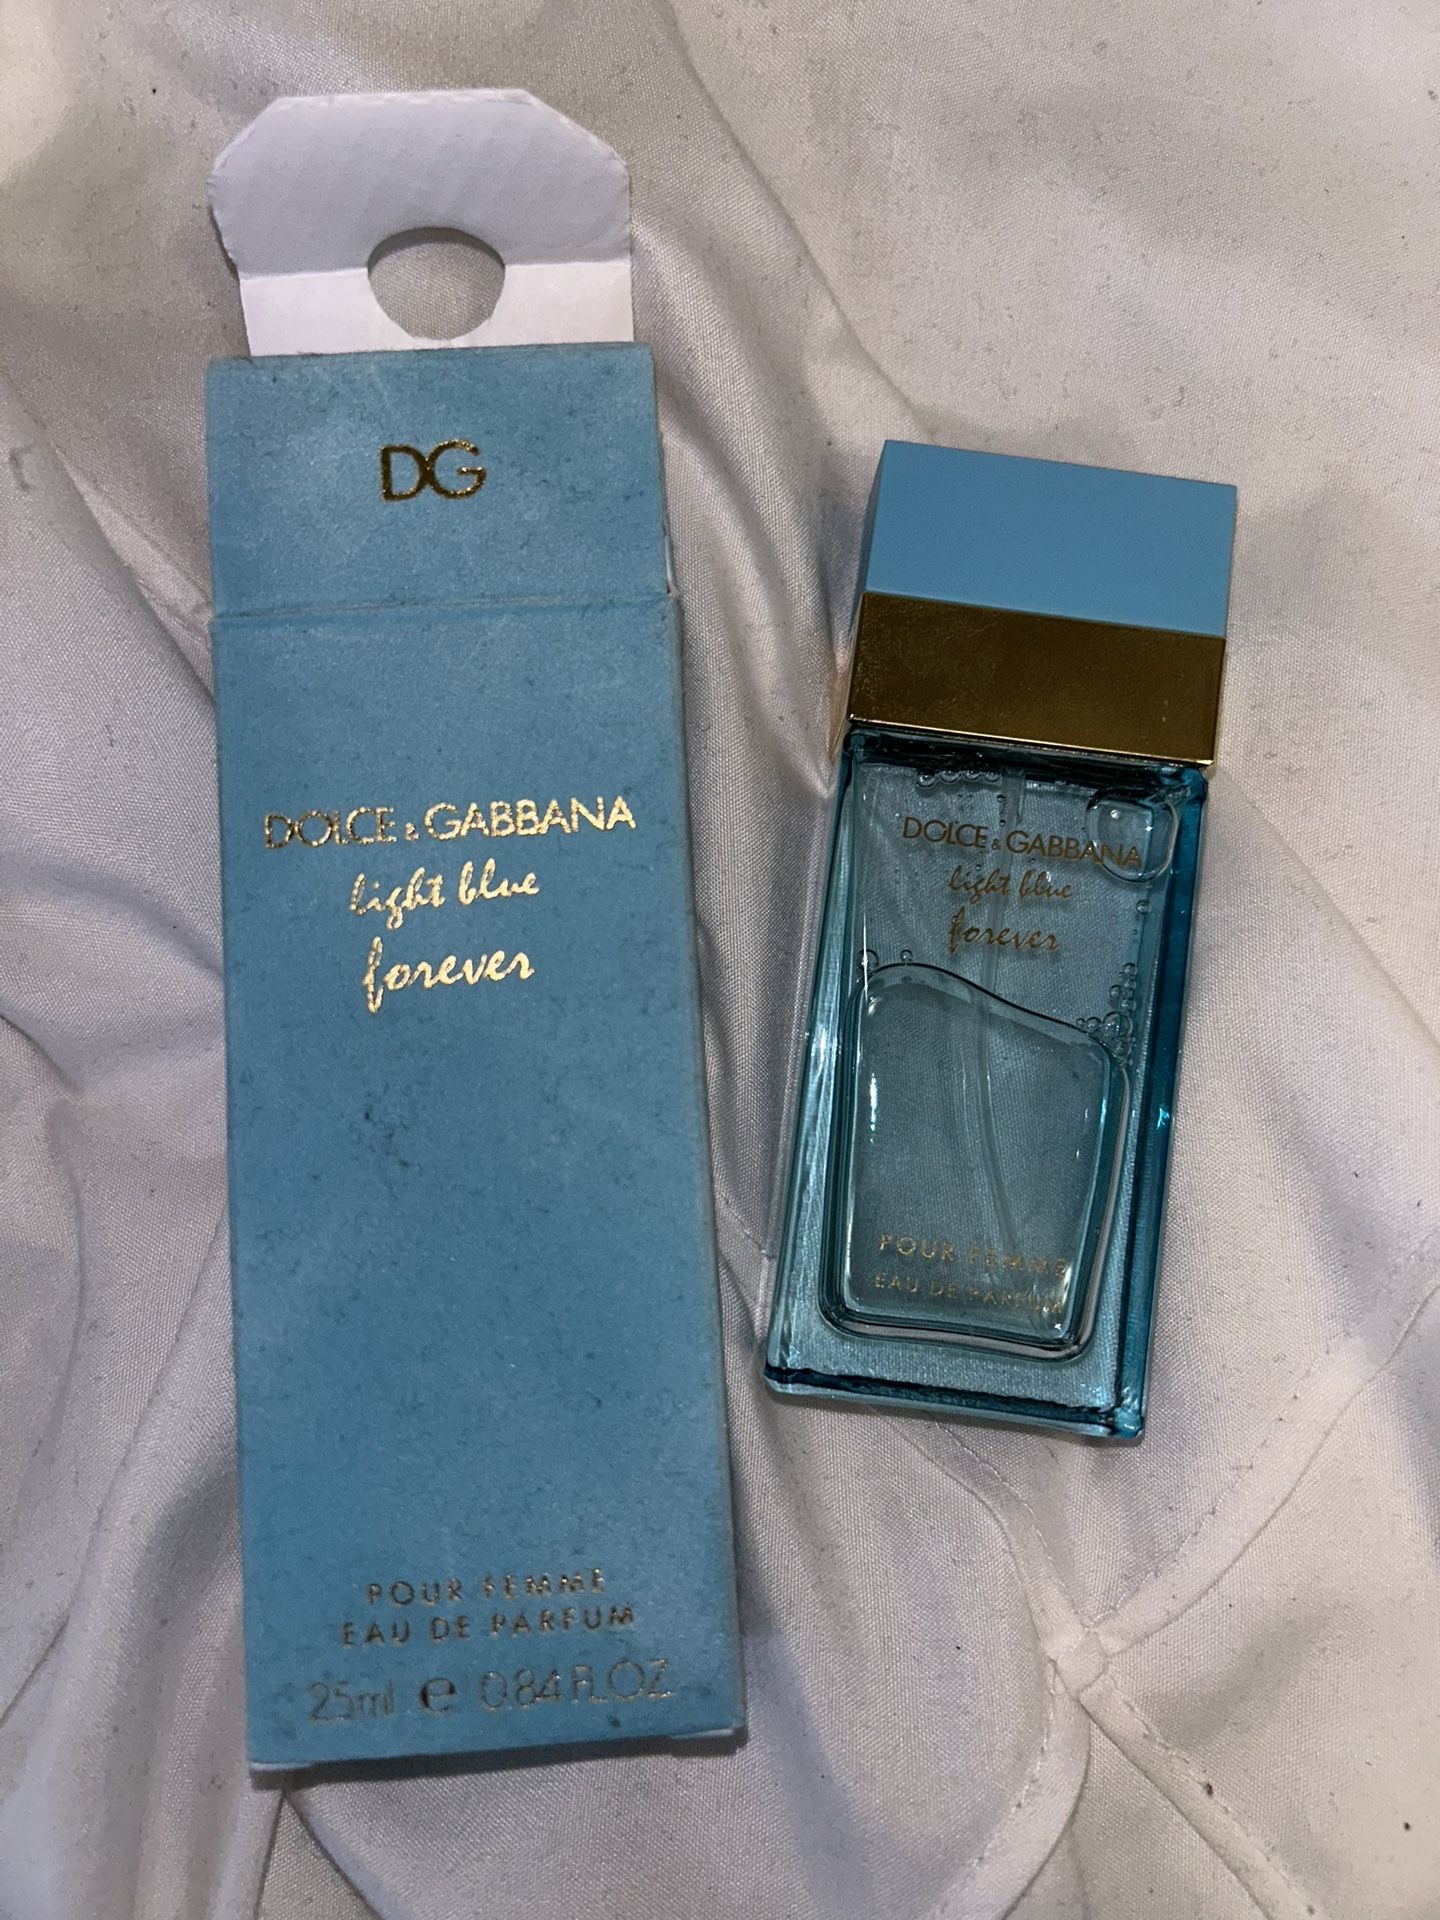 DG
DOLCE & GABBANA
light blue
forever
POUR FEMME
EAU DE PARFUM
25ml e 0.84 FL.OZ
DOLCE & GABBANA
light blue
forever
POUR FEMME
EAU DE PARFUM